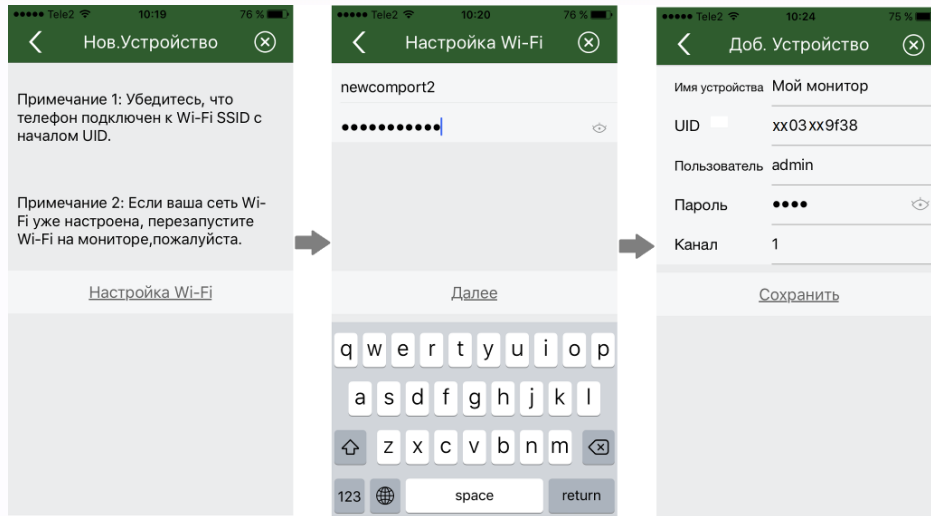 Tele2 10:19 76 %
Нов.Устройство
Примечание 1: Убедитесь, что
телефон подключен к Wi-Fi SSID с
началом UID.
Примечание 2: Если ваша сеть Wi-
Fi уже настроена, перезапустите
Wi-Fi на мониторе,пожалуйста.
Настройка Wi-Fi
Tele2 10:20 76 %
Настройка Wi-Fi
newcomport2
•••••••••••
Далее
q w e r t y u i o p
a s d f g h j k l
z x c v b n m
123 space return
Tele2 10:24 75 %
Доб. Устройство
Имя устройства Мой монитор
UID xx03xx9f38
Пользователь admin
Пароль ••••
Канал 1
Сохранить